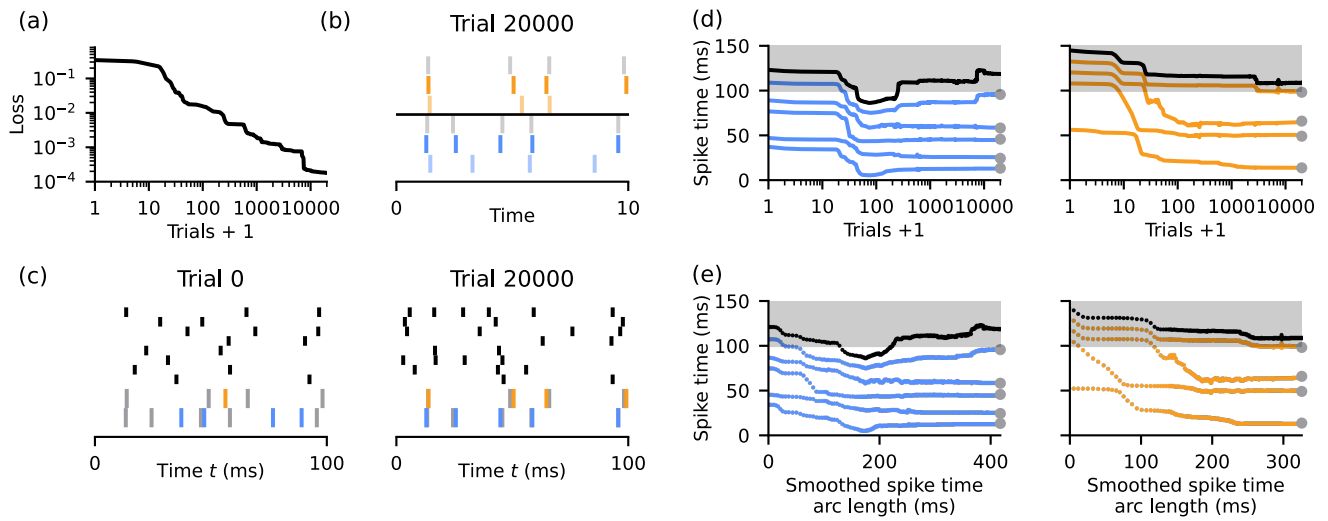 (a)
Loss
10⁻¹
10⁻²
10⁻³
10⁻⁴
1
10
100
1000
10000
Trials + 1
(b)
Trial 20000
0
10
Time
(c)
Trial 0
0
100
Time t (ms)
Trial 20000
0
100
Time t (ms)
(d)
Spike time (ms)
150
100
50
0
1
10
100
1000
10000
Trials +1
150
100
50
0
1
10
100
1000
10000
Trials +1
(e)
Spike time (ms)
150
100
50
0
0
200
400
Smoothed spike time
arc length (ms)
150
100
50
0
0
100
200
300
Smoothed spike time
arc length (ms)